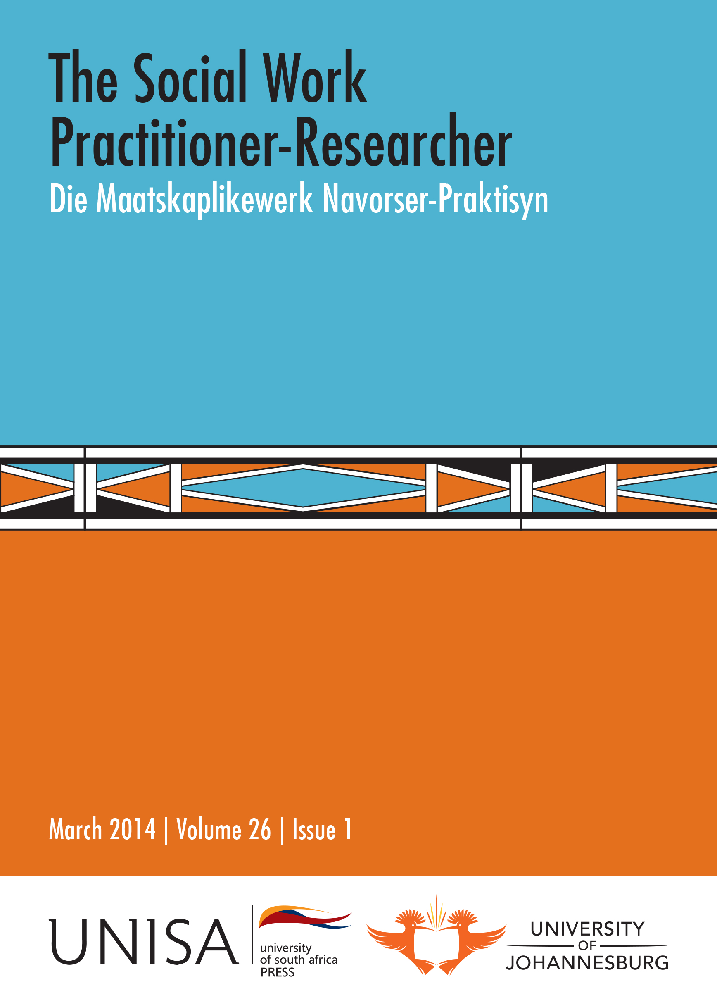 The Social Work
Practitioner-Researcher
Die Maatskaplikewerk Navorser-Praktisyn
March 2014 | Volume 26 | Issue 1
UNISA
university
of south africa
PRESS
UNIVERSITY
OF
JOHANNESBURG